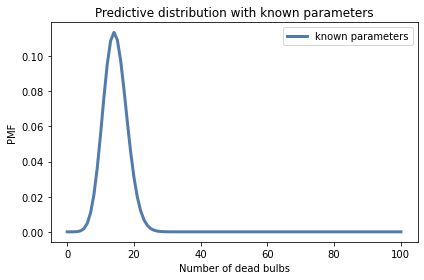 Predictive distribution with known parameters
known parameters
PMF
0.10
0.08
0.06
0.04
0.02
0.00
0 20 40 60 80 100
Number of dead bulbs